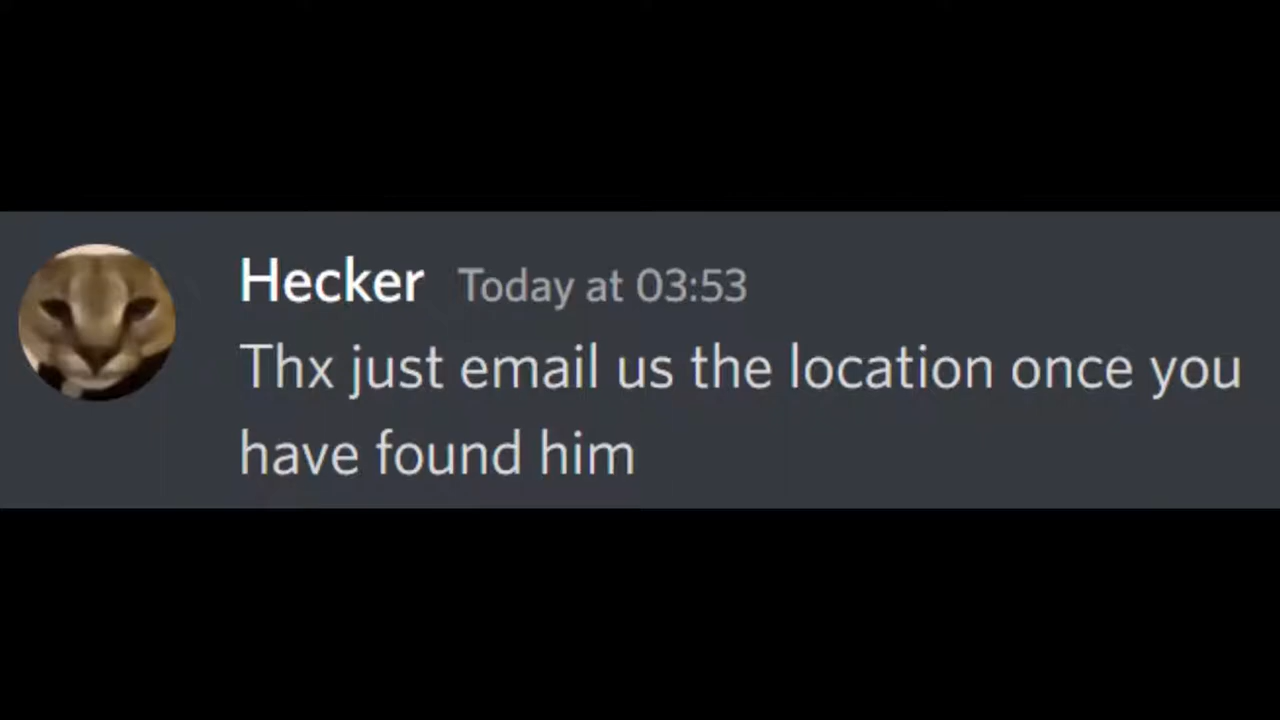 Hecker Today at 03:53
Thx just email us the location once you
have found him